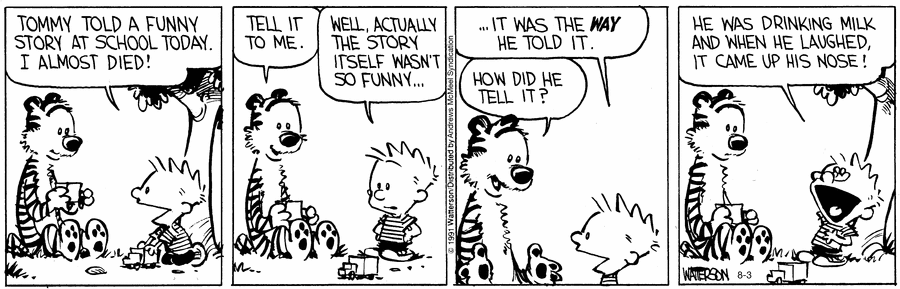 TOMMY TOLD A FUNNY
STORY AT SCHOOL TODAY.
I ALMOST DIED!
TELL IT
TO ME.
WELL, ACTUALLY
THE STORY
ITSELF WASN'T
SO FUNNY...
© 1991 Watterson/Distributed by Andrews McMeel Syndication
...IT WAS THE WAY
HE TOLD IT.
HOW DID HE
TELL IT?
HE WAS DRINKING MILK
AND WHEN HE LAUGHED,
IT CAME UP HIS NOSE!
WATTERSON 8-3